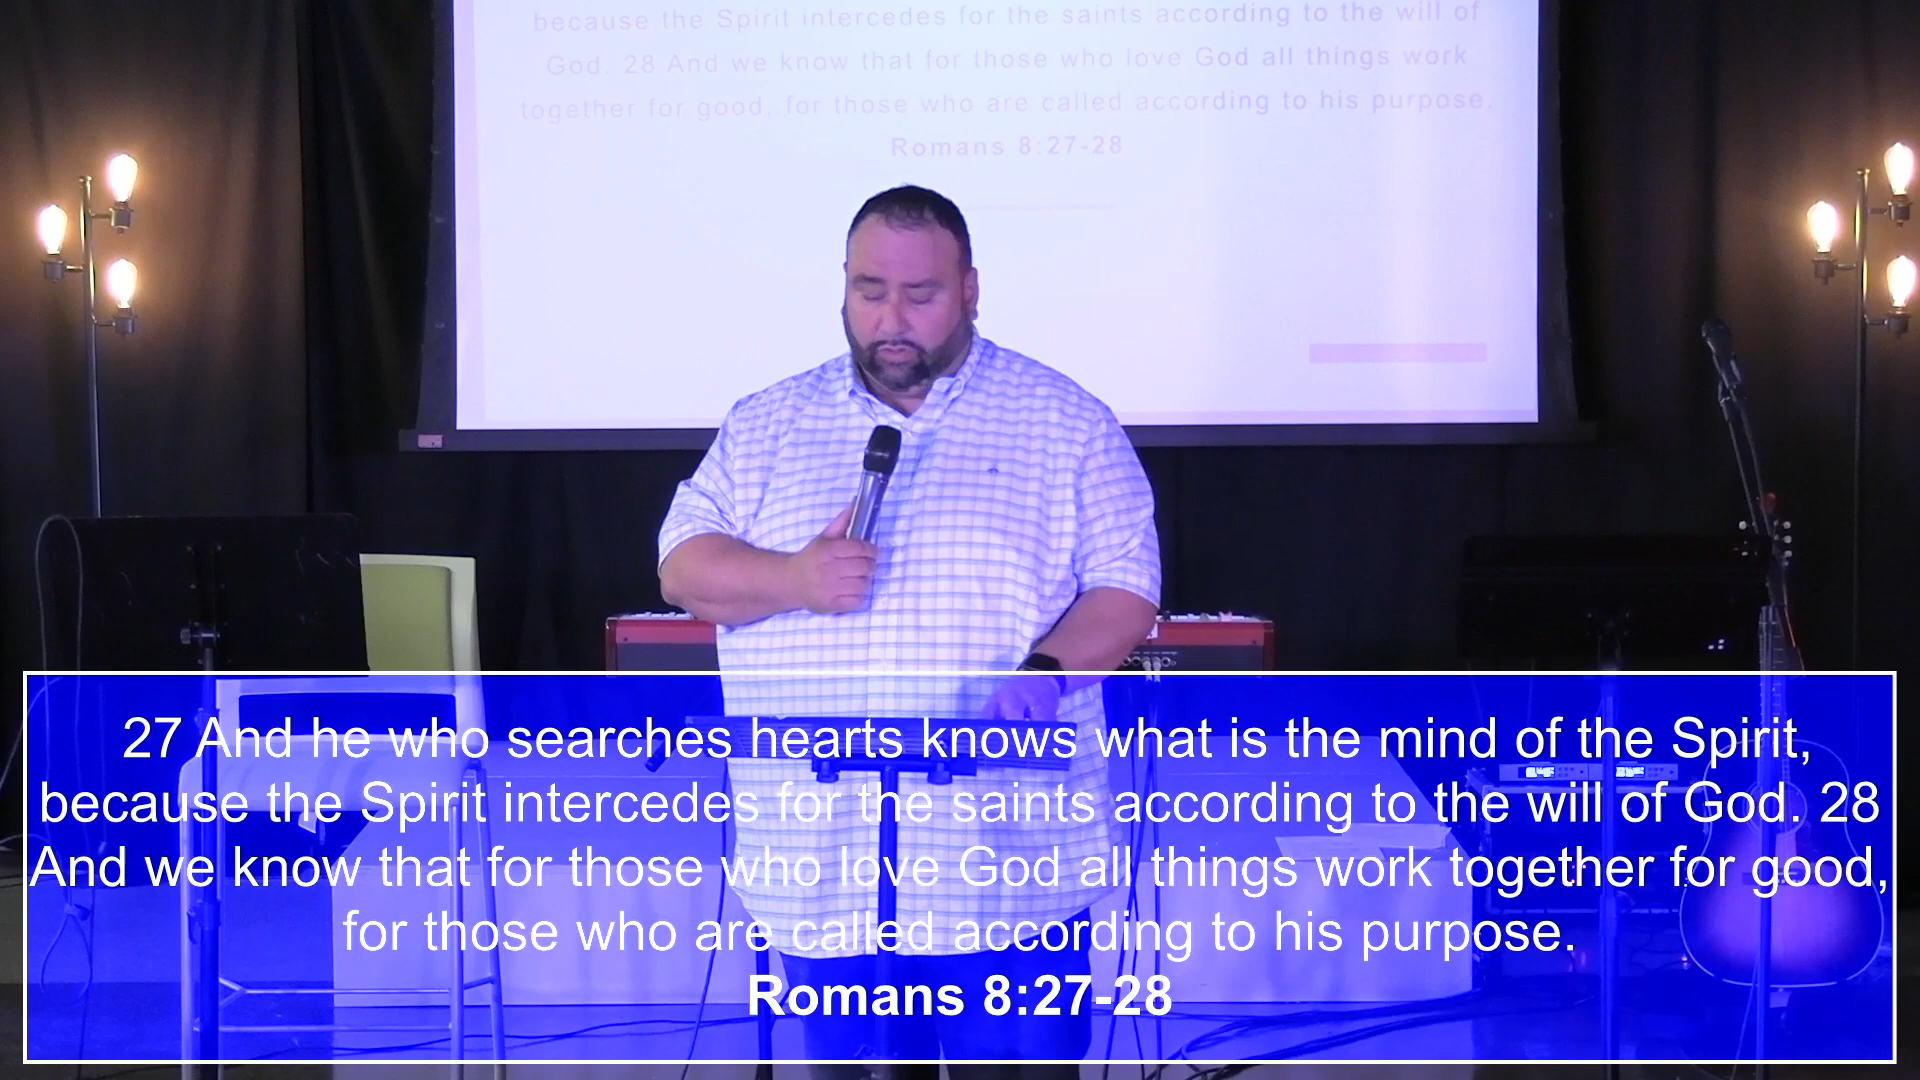 because the Spirit intercedes for the saints according to the will of
God. 28 And we know that for those who love God all things work
together for good, for those who are called according to his purpose.
Romans 8:27-28
27 And he who searches hearts knows what is the mind of the Spirit,
because the Spirit intercedes for the saints according to the will of God. 28
And we know that for those who love God all things work together for good,
for those who are called according to his purpose.
Romans 8:27-28